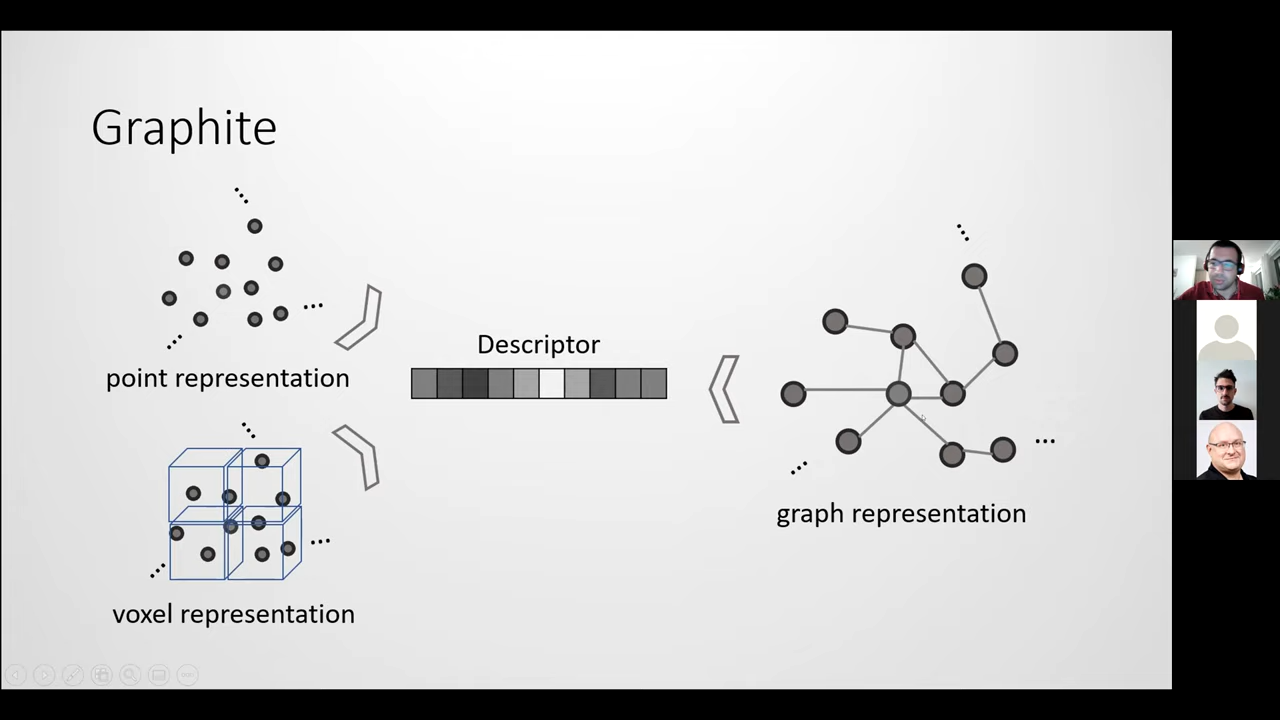 Graphite
point representation
Descriptor
voxel representation
graph representation